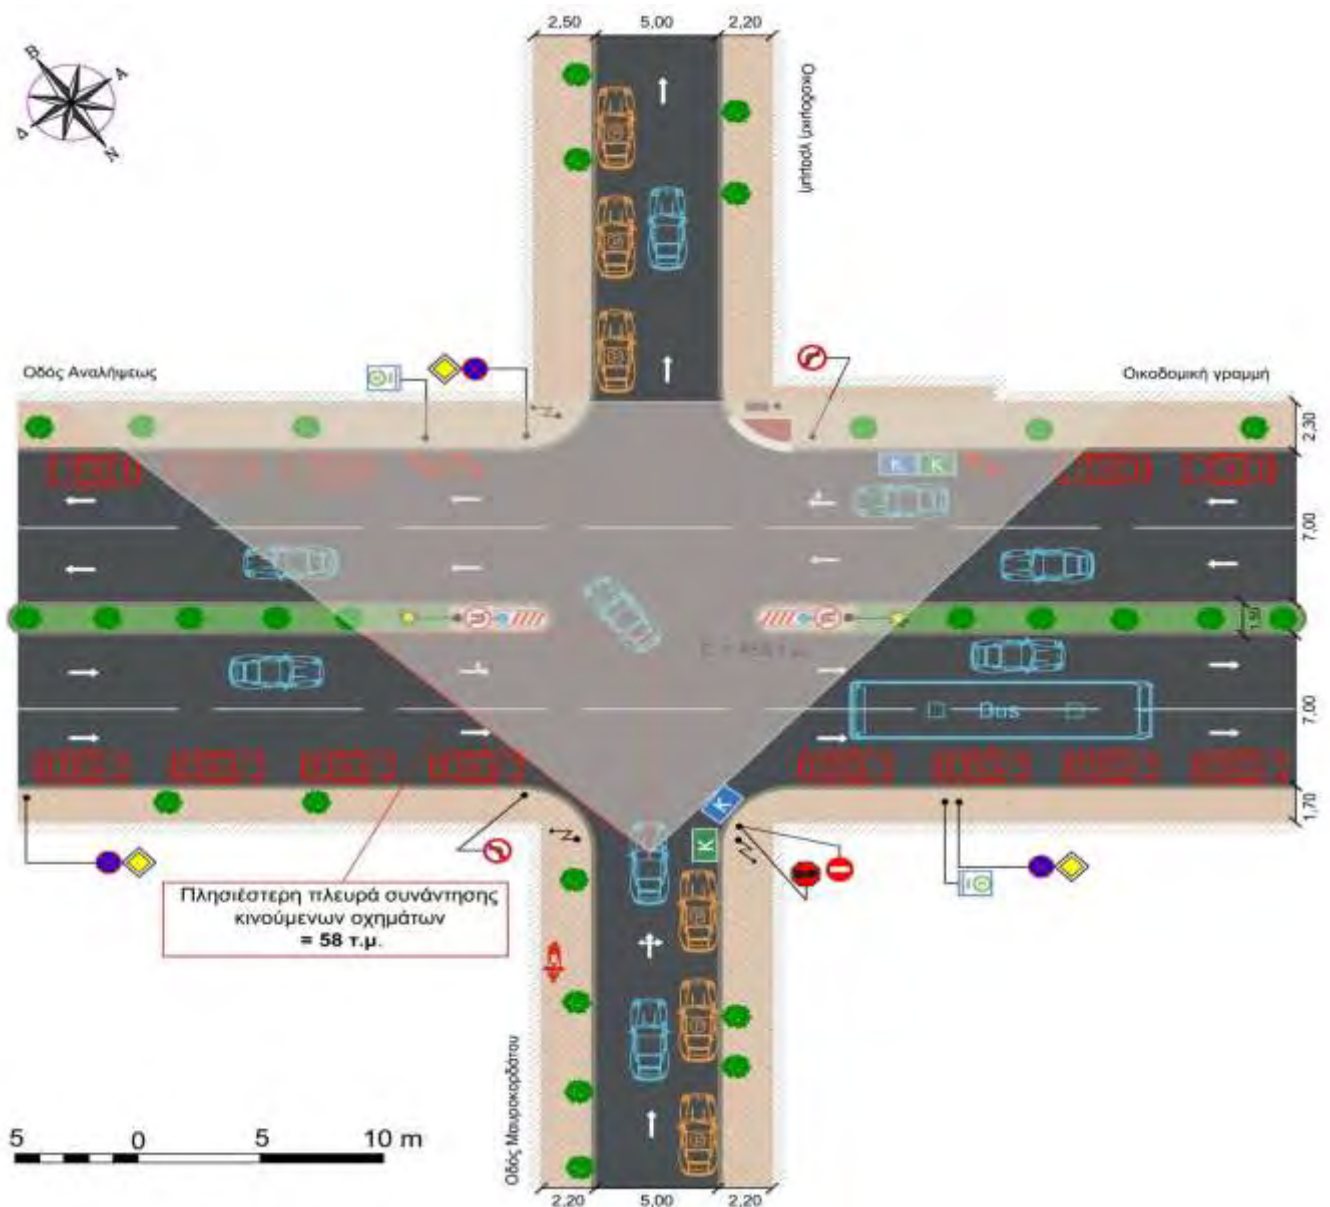 2,50
5,00
2,20
Β
Α
Δ
Ν
Οικοδομική γραμμή
Οδός Αναλήψεως
Οικοδομική γραμμή
2,30
K
K
7,00
1,50
Bus
7,00
K
K
1,70
Πλησιέστερη πλευρά συνάντησης
κινούμενων οχημάτων
= 58 τ.μ.
Οδός Μαυροκορδάτου
5
0
5
10 m
2,20
5,00
2,20